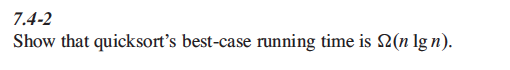 7.4-2
Show that quicksort's best-case running time is Ω(n lg n).